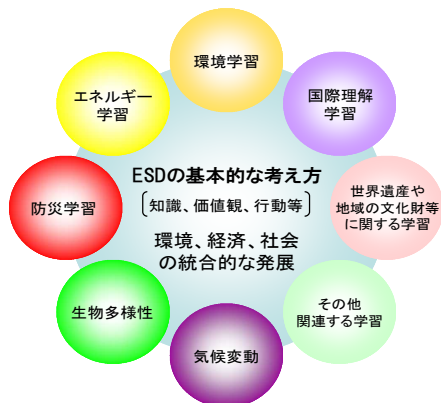 環境学習
エネルギー
学習
国際理解
学習
ESDの基本的な考え方
〔知識、価値観、行動等〕
環境、経済、社会
の統合的な発展
防災学習
世界遺産や
地域の文化財等
に関する学習
生物多様性
その他
関連する学習
気候変動